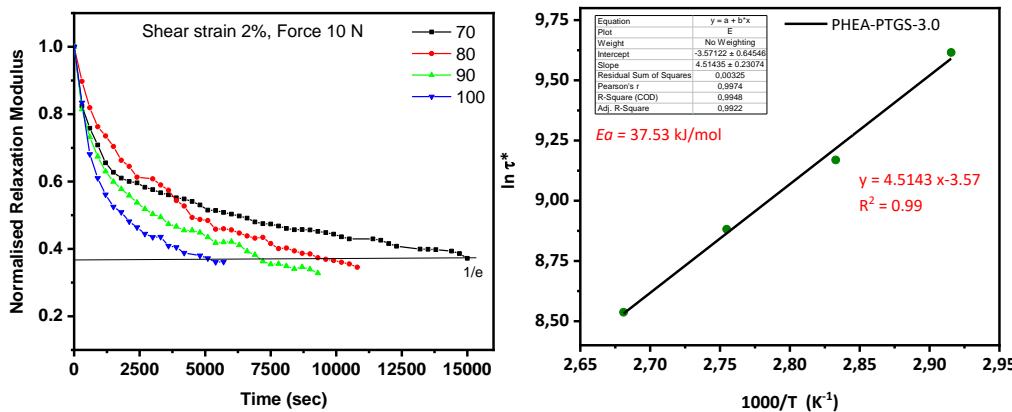 Shear strain 2%, Force 10 N
70
80
90
100
1.0
0.8
0.6
0.4
0.2
1/e
0
2500
5000
7500
10000
12500
15000
Normalised Relaxation Modulus
Time (sec)
Equation y = a + b*x
Plot E
Weight No Weighting
Intercept -3.57122 ± 0.64546
Slope 4.51435 ± 0.23074
Residual Sum of Squares 0,00325
Pearson's r 0,9974
R-Square (COD) 0,9948
Adj. R-Square 0,9922
PHEA-PTGS-3.0
Ea = 37.53 kJ/mol
y = 4.5143 x-3.57
R² = 0.99
9,75
9,50
9,25
9,00
8,75
8,50
2,65
2,70
2,75
2,80
2,85
2,90
2,95
ln τ*
1000/T (K⁻¹)